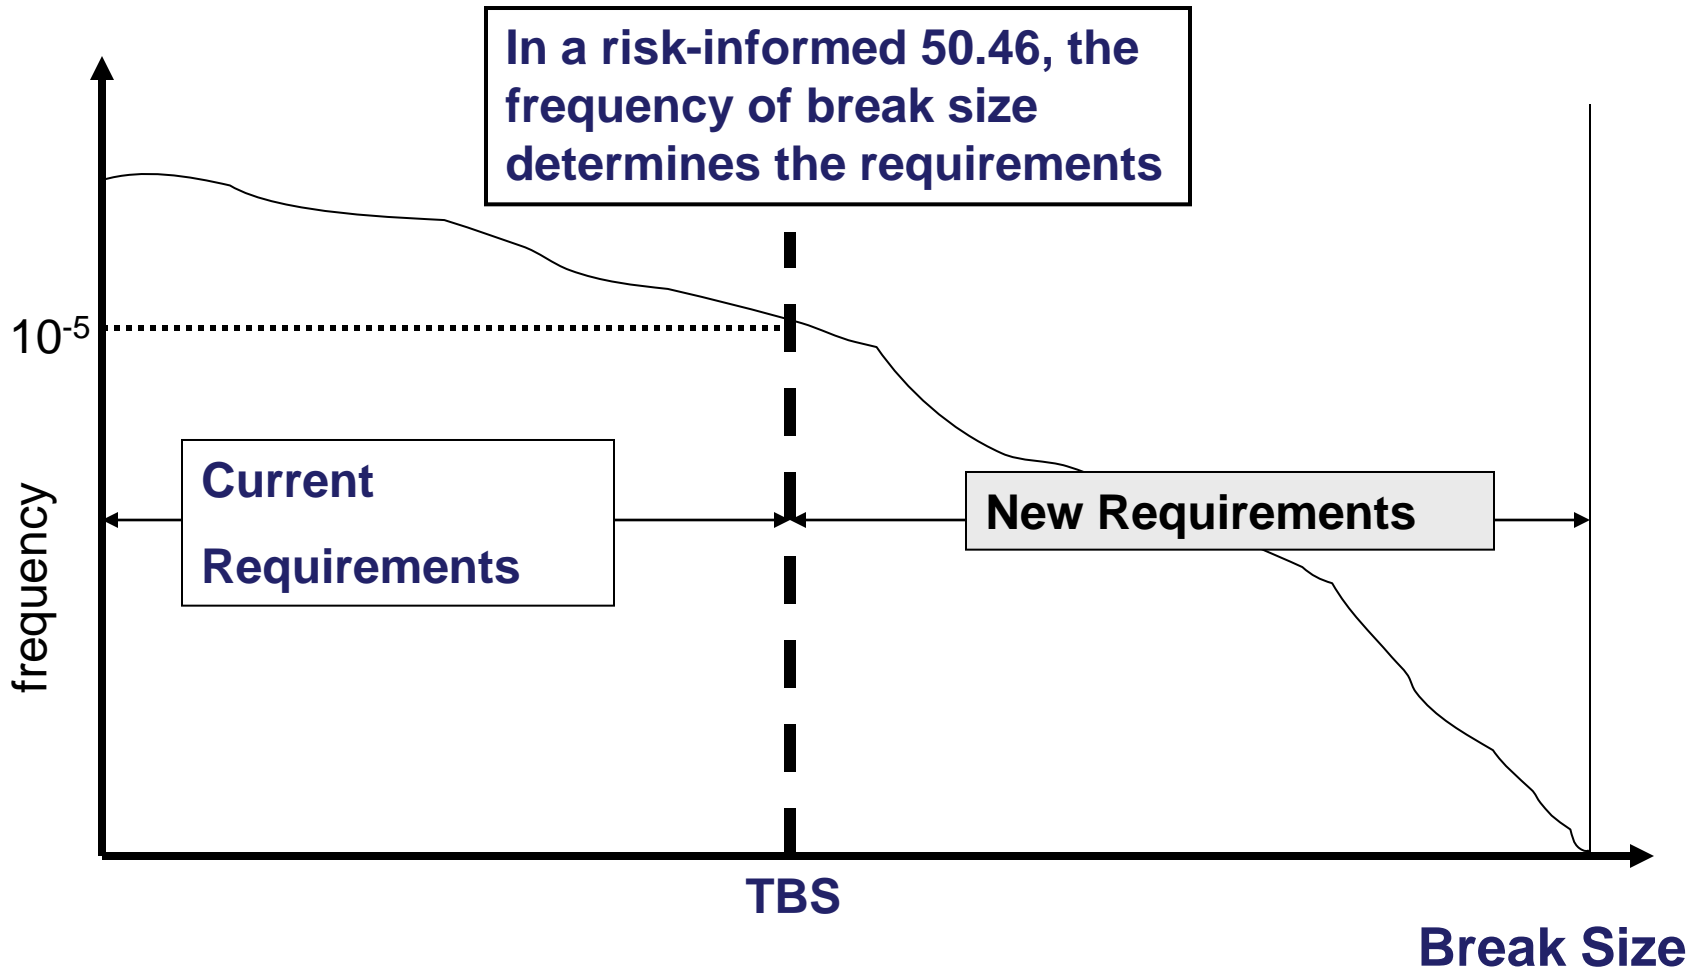 In a risk-informed 50.46, the
frequency of break size
determines the requirements
10⁻⁵
frequency
Current
Requirements
New Requirements
TBS
Break Size